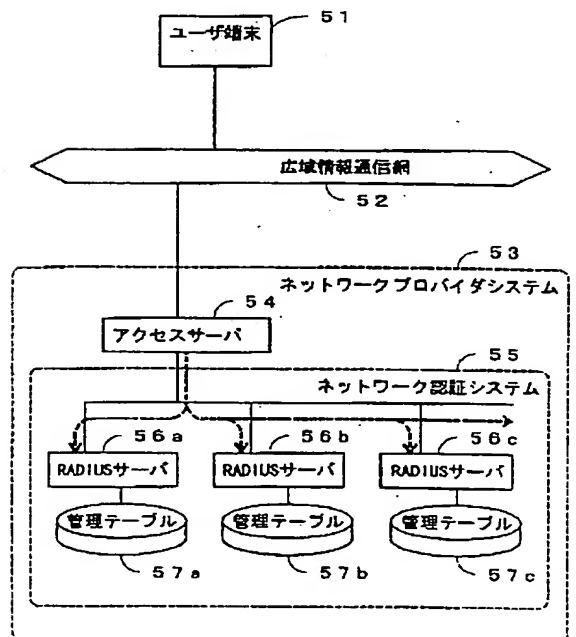 51
ユーザ端末
広域情報通信網
52
53
ネットワークプロバイダシステム
54
アクセスサーバ
55
ネットワーク認証システム
56a
56b
56c
RADIUSサーバ
RADIUSサーバ
RADIUSサーバ
管理テーブル
管理テーブル
管理テーブル
57a
57b
57c